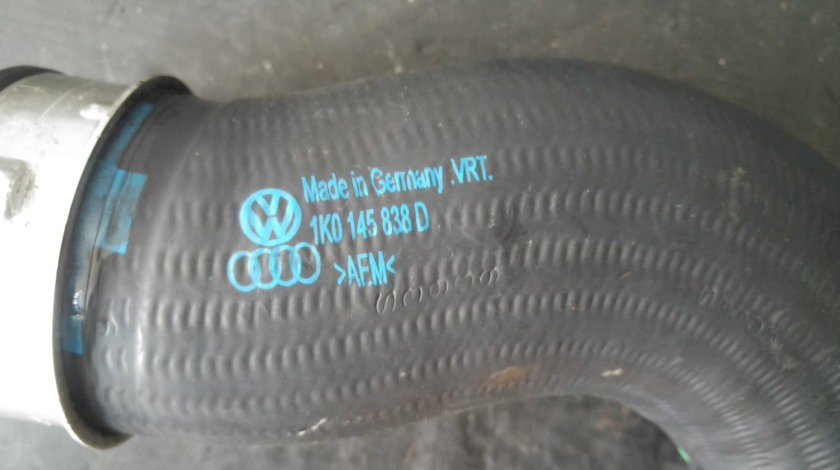 Made in Germany .VRT.
1K0 145 838 D
>AEM<